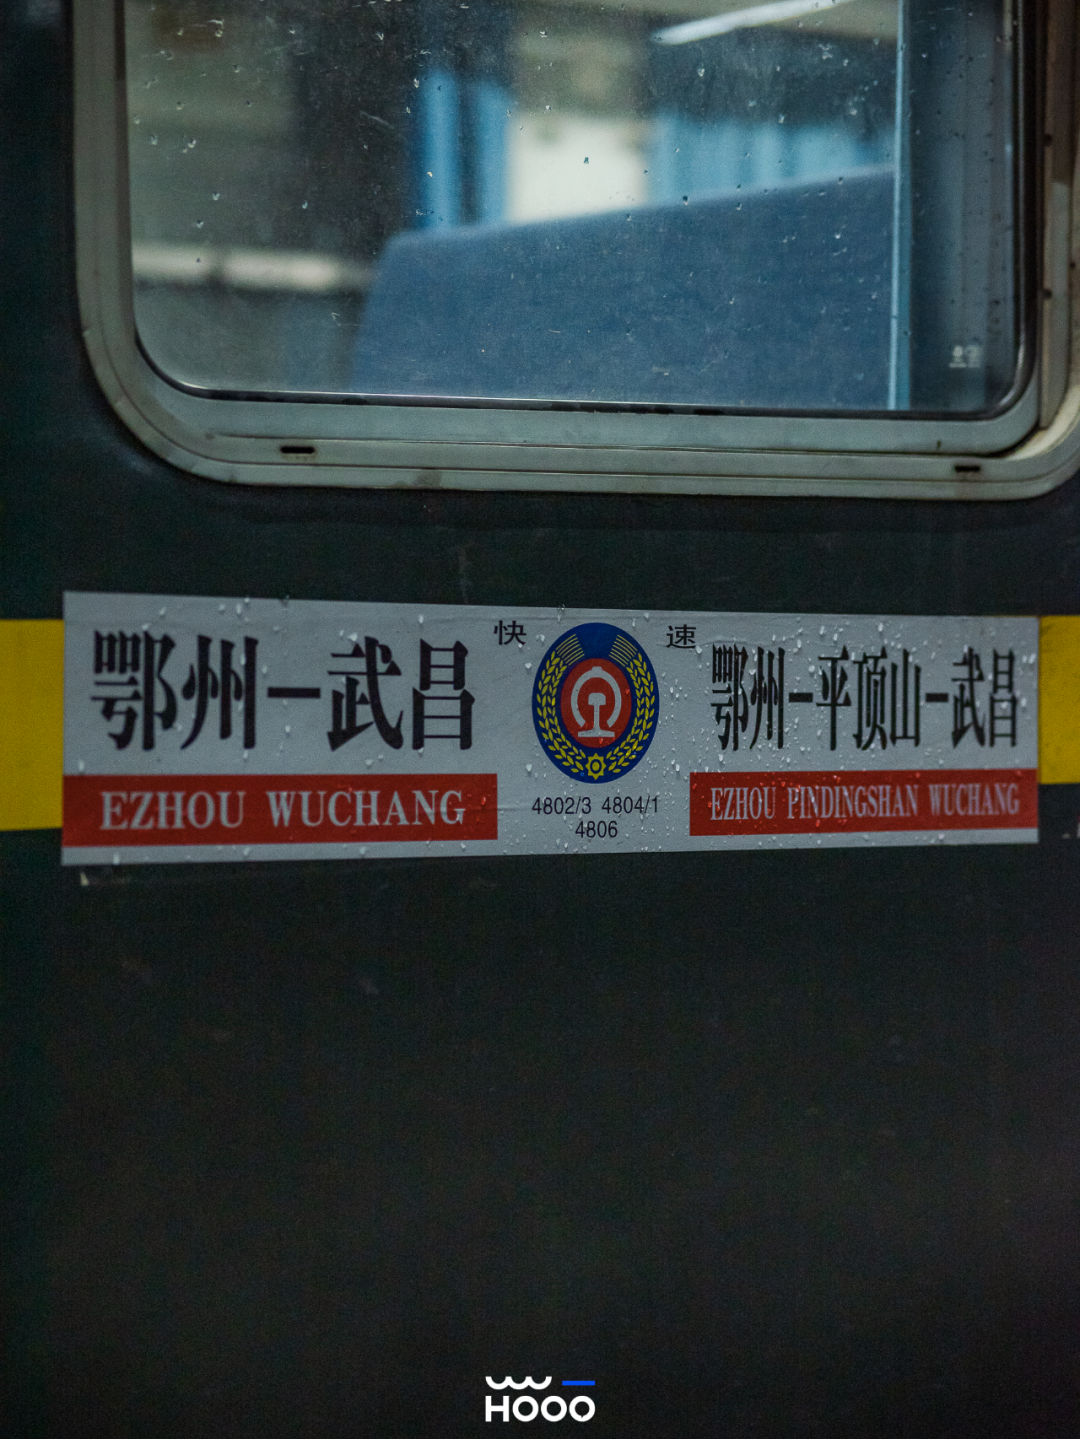 快 速
鄂州–武昌
EZHOU WUCHANG
4802/3 4804/1
4806
鄂州–平顶山–武昌
EZHOU PINDINGSHAN WUCHANG
HOOO